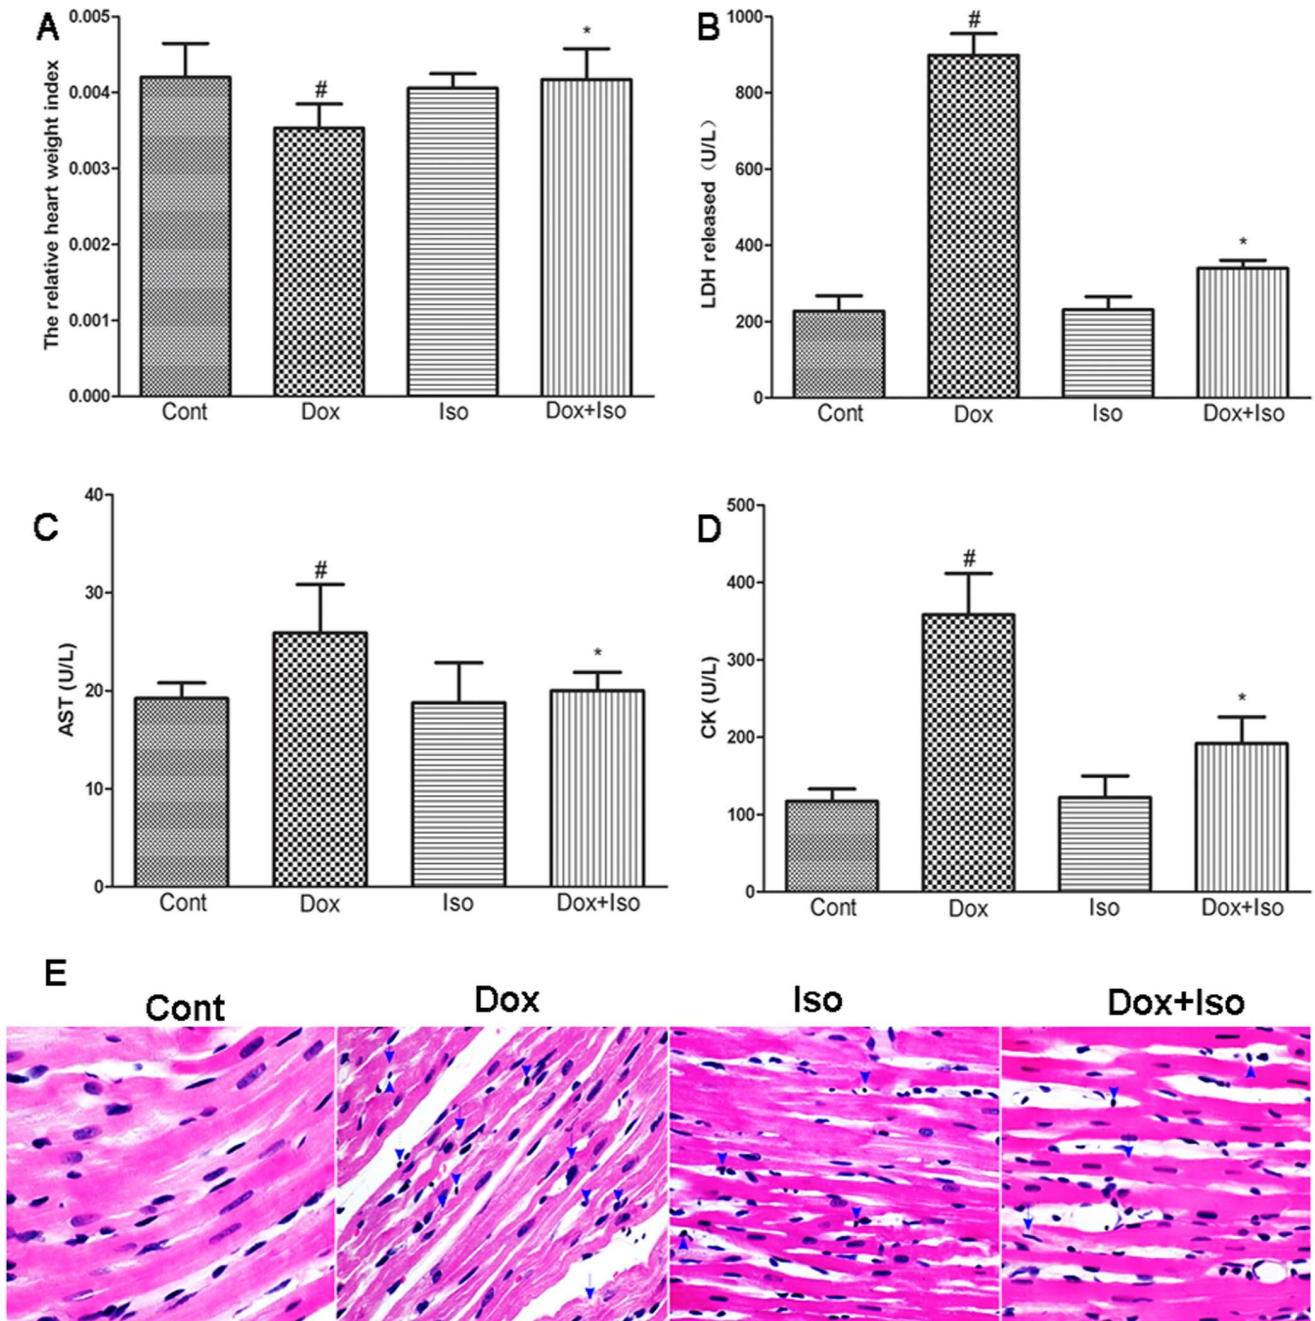 A
The relative heart weight index
0.005
0.004
0.003
0.002
0.001
0.000
#
*
Cont
Dox
Iso
Dox+Iso
B
LDH released（U/L）
1000
800
600
400
200
0
#
*
Cont
Dox
Iso
Dox+Iso
C
AST (U/L)
40
30
20
10
0
#
*
Cont
Dox
Iso
Dox+Iso
D
CK (U/L)
500
400
300
200
100
0
#
*
Cont
Dox
Iso
Dox+Iso
E
Cont
Dox
Iso
Dox+Iso